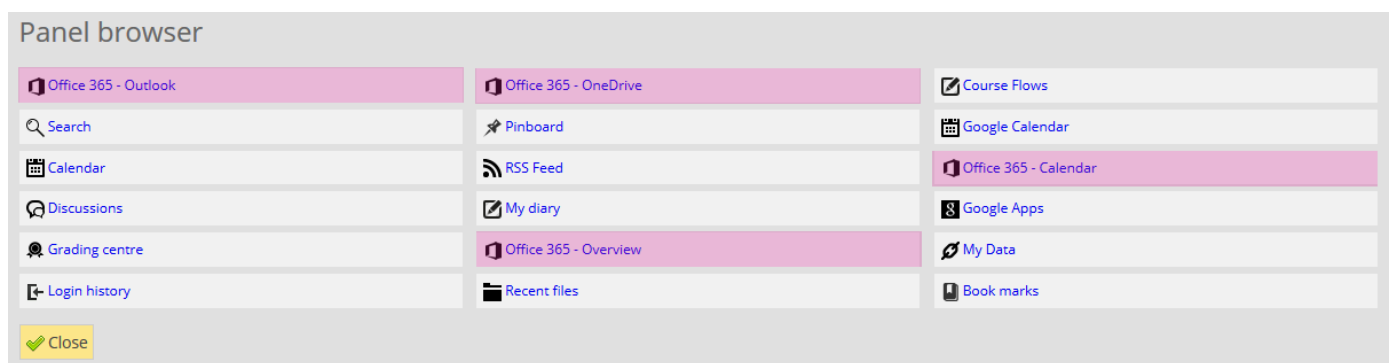 Panel browser
Office 365 - Outlook
Office 365 - OneDrive
Course Flows
Search
Pinboard
Google Calendar
Calendar
RSS Feed
Office 365 - Calendar
Discussions
My diary
Google Apps
Grading centre
Office 365 - Overview
My Data
Login history
Recent files
Book marks
Close